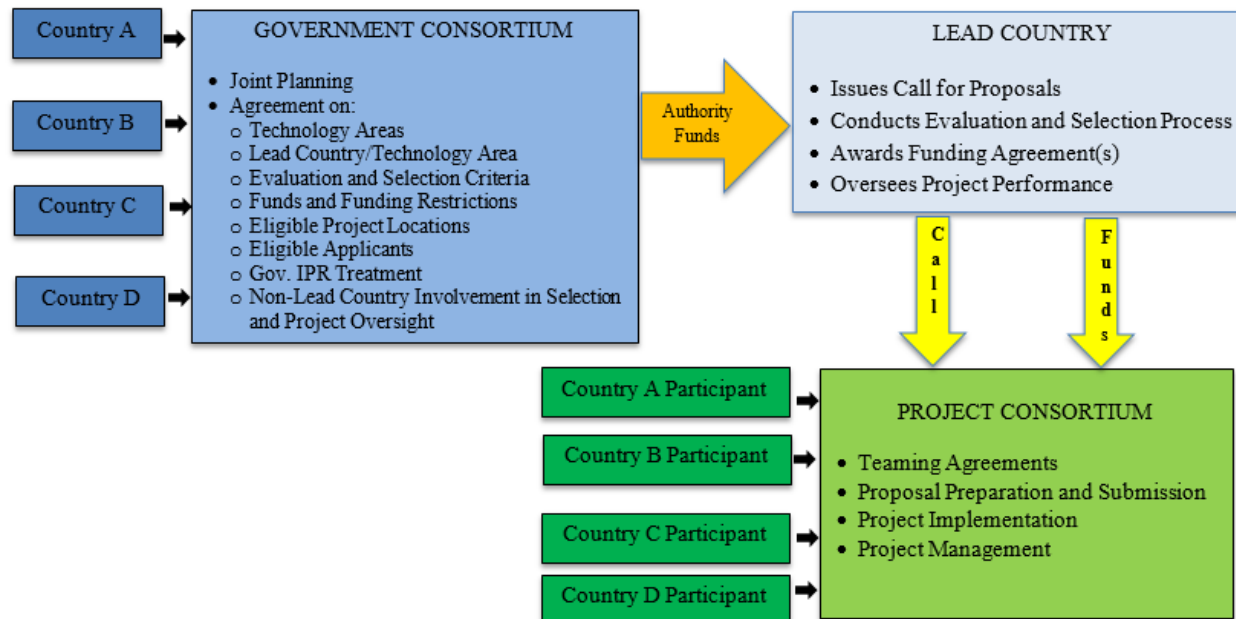 Country A
Country B
Country C
Country D
GOVERNMENT CONSORTIUM
• Joint Planning
• Agreement on:
o Technology Areas
o Lead Country/Technology Area
o Evaluation and Selection Criteria
o Funds and Funding Restrictions
o Eligible Project Locations
o Eligible Applicants
o Gov. IPR Treatment
o Non-Lead Country Involvement in Selection
and Project Oversight
Authority
Funds
LEAD COUNTRY
• Issues Call for Proposals
• Conducts Evaluation and Selection Process
• Awards Funding Agreement(s)
• Oversees Project Performance
Call
Funds
Country A Participant
Country B Participant
Country C Participant
Country D Participant
PROJECT CONSORTIUM
• Teaming Agreements
• Proposal Preparation and Submission
• Project Implementation
• Project Management